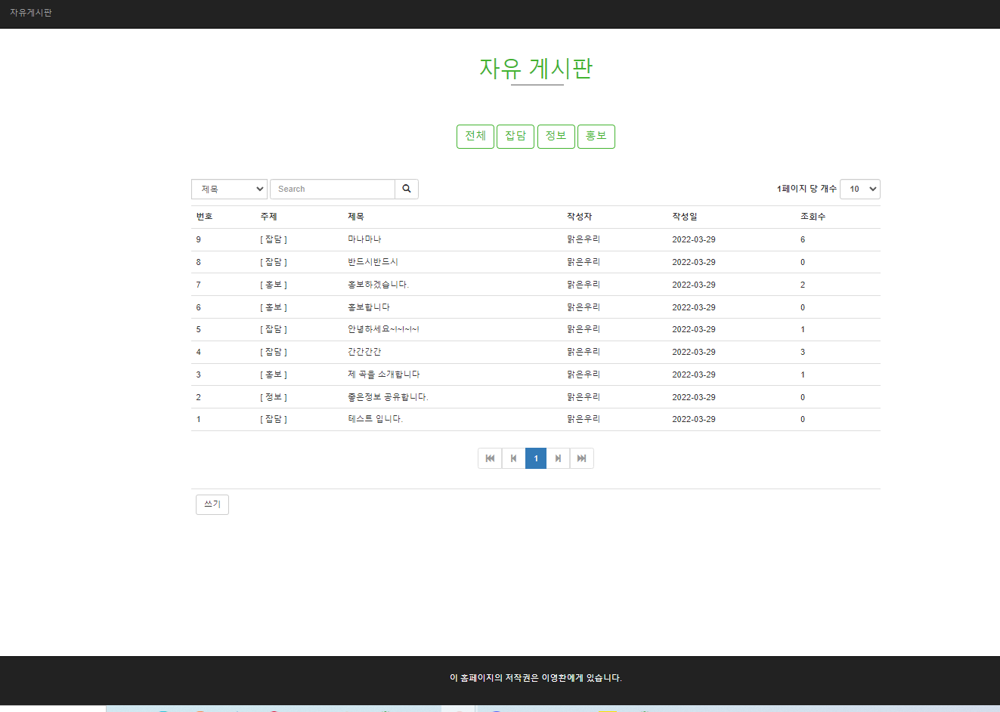 자유게시판
자유 게시판
전체 잡담 정보 홍보
제목 Search 1페이지 당 개수 10
번호 주제 제목 작성자 작성일 조회수
9 [ 잡담 ] 마나마나 맑은우리 2022-03-29 6
8 [ 잡담 ] 반드시반드시 맑은우리 2022-03-29 0
7 [ 홍보 ] 홍보하겠습니다. 맑은우리 2022-03-29 2
6 [ 홍보 ] 홍보합니다 맑은우리 2022-03-29 0
5 [ 잡담 ] 안녕하세요~!~!~!~! 맑은우리 2022-03-29 1
4 [ 잡담 ] 간간간간 맑은우리 2022-03-29 3
3 [ 홍보 ] 제 곡을 소개합니다 맑은우리 2022-03-29 1
2 [ 정보 ] 좋은정보 공유합니다. 맑은우리 2022-03-29 0
1 [ 잡담 ] 테스트 입니다. 맑은우리 2022-03-29 0
1
쓰기
이 홈페이지의 저작권은 이영환에게 있습니다.